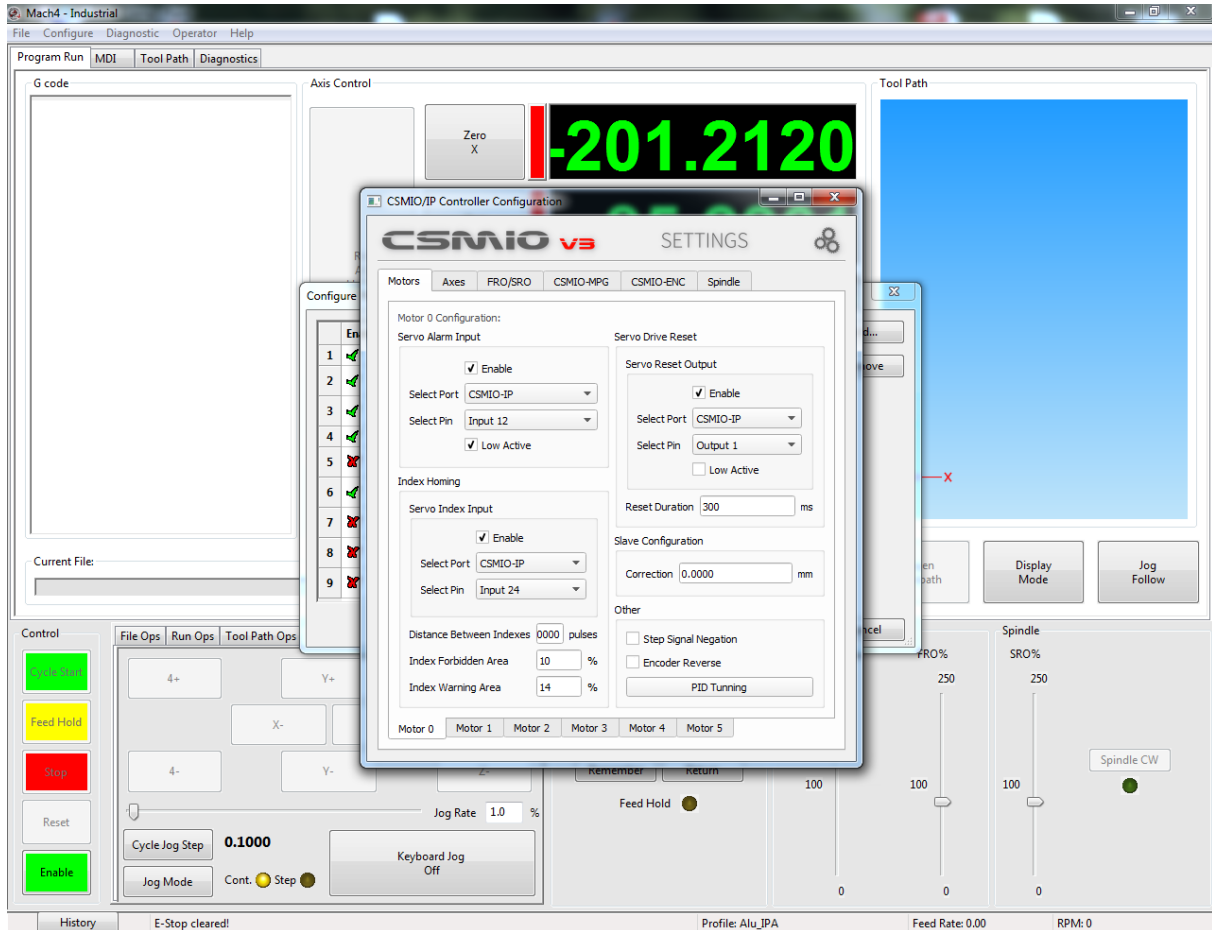 Mach4 - Industrial
File Configure Diagnostic Operator Help
Program Run MDI Tool Path Diagnostics
G code
Axis Control
Tool Path
Zero
X
-201.2120
CSMIO/IP Controller Configuration
CSMIO V3 SETTINGS
Motors Axes FRO/SRO CSMIO-MPG CSMIO-ENC Spindle
Configure
Motor 0 Configuration:
Servo Alarm Input
Enable
Select Port CSMIO-IP
Select Pin Input 12
Low Active
Index Homing
Servo Index Input
Enable
Select Port CSMIO-IP
Select Pin Input 24
Distance Between Indexes 0000 pulses
Index Forbidden Area 10 %
Index Warning Area 14 %
Servo Drive Reset
Servo Reset Output
Enable
Select Port CSMIO-IP
Select Pin Output 1
Low Active
Reset Duration 300 ms
Slave Configuration
Correction 0.0000 mm
Other
Step Signal Negation
Encoder Reverse
PID Tunning
Motor 0 Motor 1 Motor 2 Motor 3 Motor 4 Motor 5
1
2
3
4
5
6
7
8
9
X
Current File:
Display
Mode
Jog
Follow
Control
File Ops Run Ops Tool Path Ops
Cycle Start
Feed Hold
Stop
Reset
Enable
4+
Y+
X-
4-
Y-
Z-
Jog Rate 1.0 %
Cycle Jog Step 0.1000
Jog Mode Cont. Step
Keyboard Jog
Off
Remember Return
Feed Hold
100
0
FRO%
250
100
0
Spindle
SRO%
250
100
0
Spindle CW
History E-Stop cleared! Profile: Alu_IPA Feed Rate: 0.00 RPM: 0